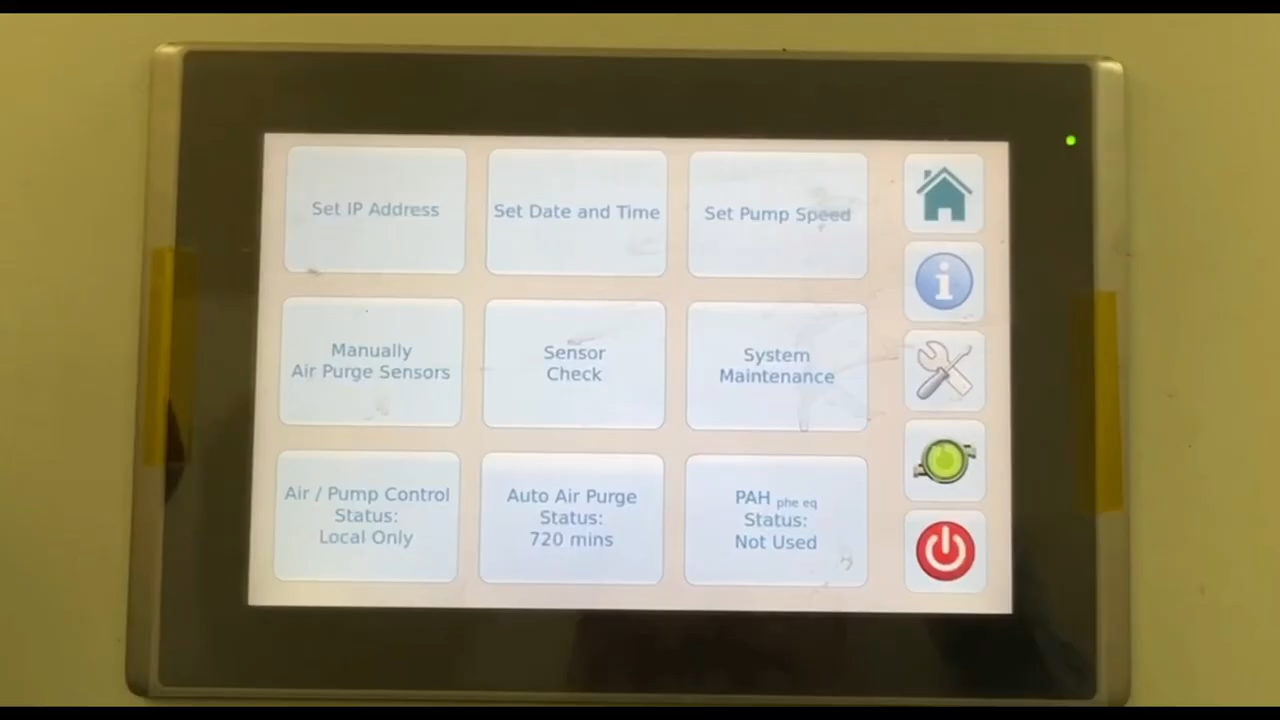 Set IP Address
Set Date and Time
Set Pump Speed
Manually
Air Purge Sensors
Sensor
Check
System
Maintenance
Air / Pump Control
Status:
Local Only
Auto Air Purge
Status:
720 mins
PAH phe eq
Status:
Not Used